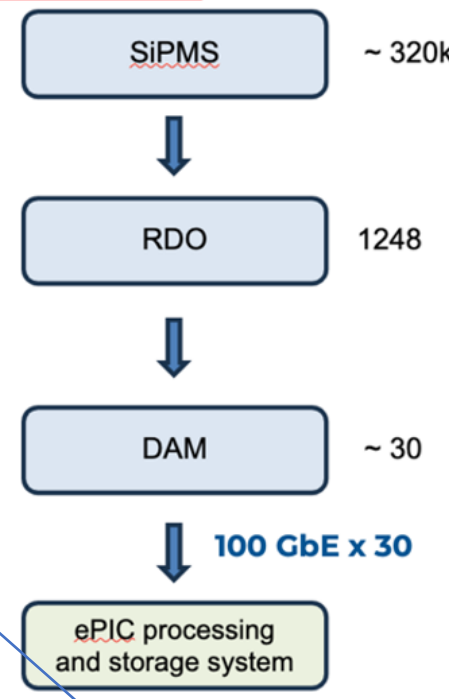 SiPMS
~ 320k
RDO
1248
DAM
~ 30
100 GbE x 30
ePIC processing
and storage system